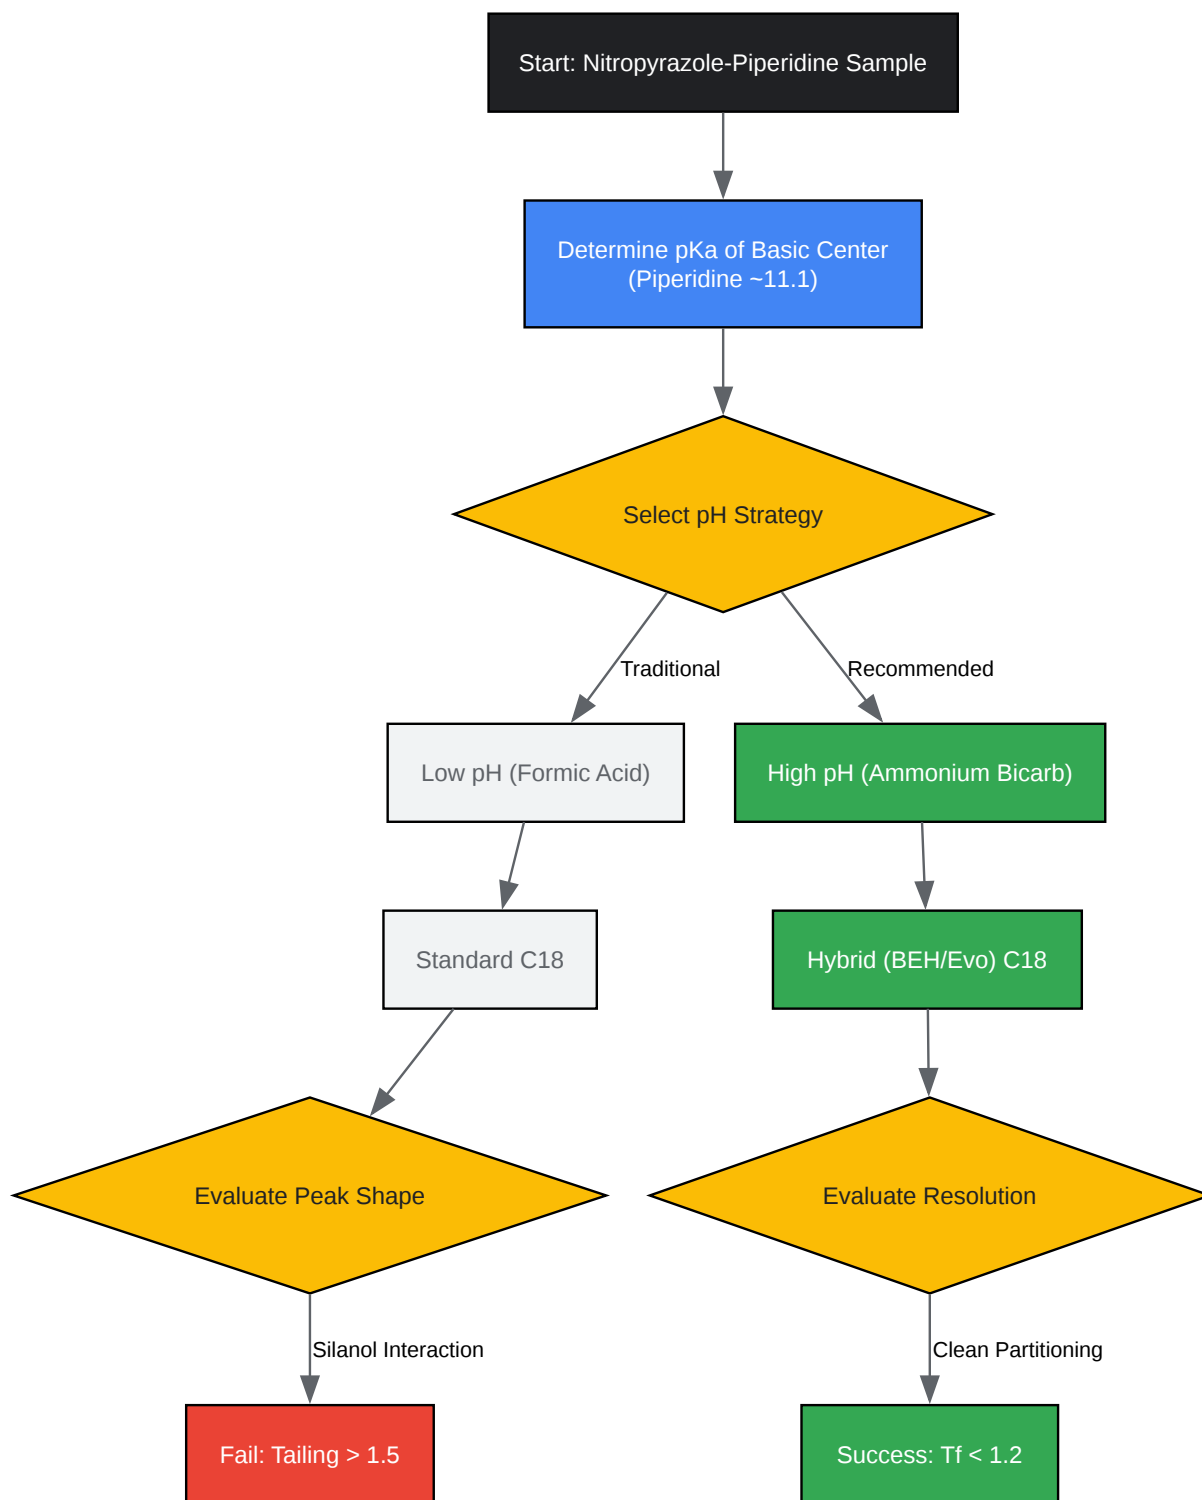 Start: Nitropyrazole-Piperidine Sample
Determine pKa of Basic Center
(Piperidine ~11.1)
Select pH Strategy
Traditional
Recommended
Low pH (Formic Acid)
High pH (Ammonium Bicarb)
Standard C18
Hybrid (BEH/Evo) C18
Evaluate Peak Shape
Evaluate Resolution
Silanol Interaction
Clean Partitioning
Fail: Tailing > 1.5
Success: Tf < 1.2